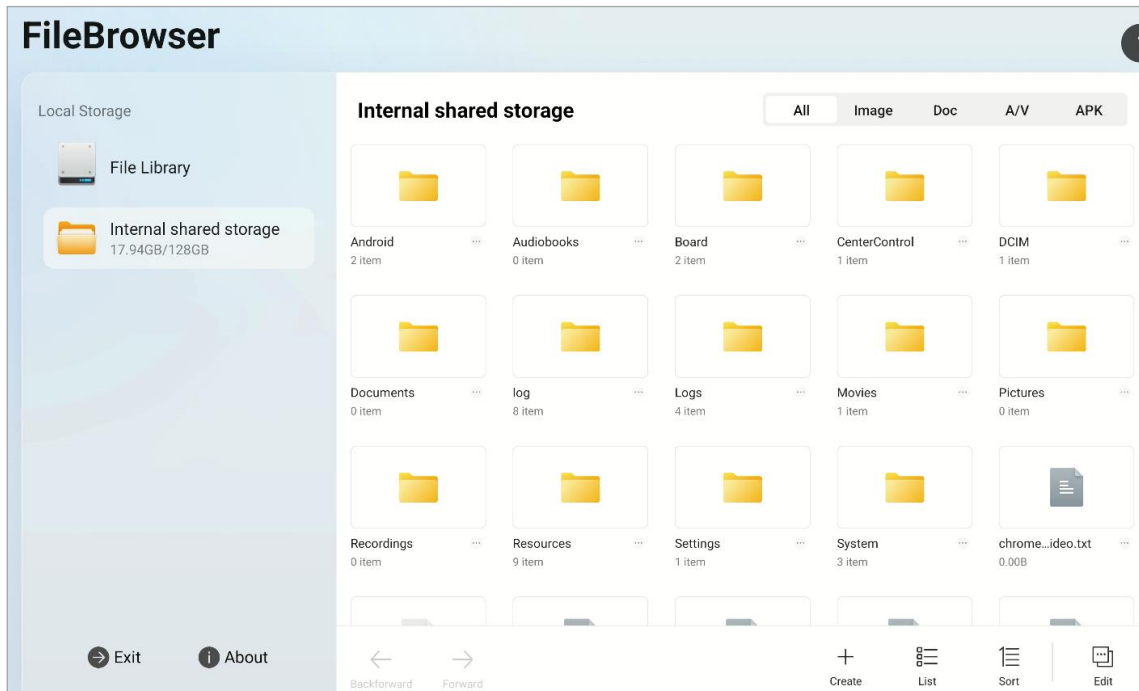 FileBrowser
Local Storage
File Library
Internal shared storage
17.94GB/128GB
Exit
About
Internal shared storage
All Image Doc A/V APK
Android ... Audiobooks ... Board ... CenterControl ... DCIM ...
2 item 0 item 2 item 1 item 1 item
Documents ... log ... Logs ... Movies ... Pictures ...
0 item 8 item 4 item 1 item 0 item
Recordings ... Resources ... Settings ... System ... chrome...ideo.txt ...
0 item 9 item 1 item 3 item 0.00B
Backforward Forward Create List Sort Edit